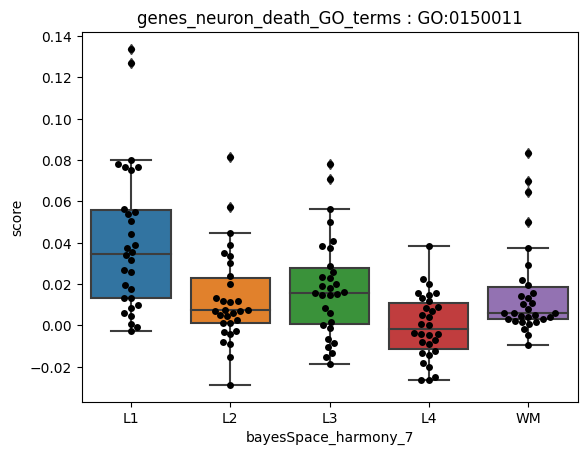 genes_neuron_death_GO_terms : GO:0150011
0.14
0.12
0.10
0.08
0.06
0.04
0.02
0.00
−0.02
score
L1 L2 L3 L4 WM
bayesSpace_harmony_7